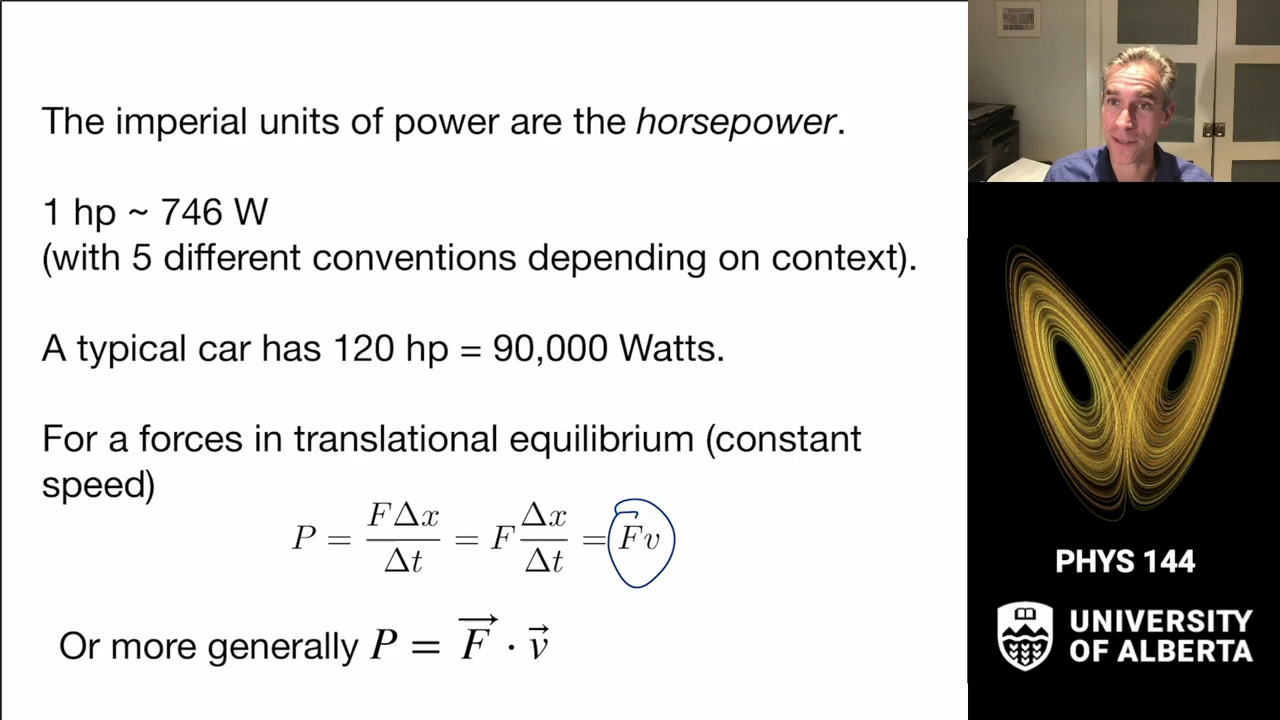 The imperial units of power are the horsepower.
1 hp ~ 746 W
(with 5 different conventions depending on context).
A typical car has 120 hp = 90,000 Watts.
For a forces in translational equilibrium (constant
speed)
P = FΔx/Δt = F Δx/Δt = Fv
Or more generally P = F⃗ · v⃗
PHYS 144
UNIVERSITY
OF ALBERTA